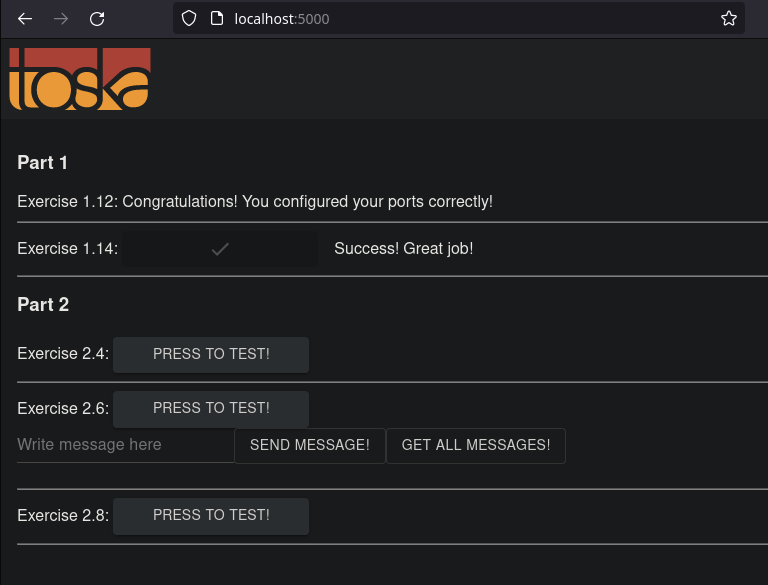 localhost:5000
toska
Part 1
Exercise 1.12: Congratulations! You configured your ports correctly!
Exercise 1.14: Success! Great job!
Part 2
Exercise 2.4: PRESS TO TEST!
Exercise 2.6: PRESS TO TEST!
Write message here SEND MESSAGE! GET ALL MESSAGES!
Exercise 2.8: PRESS TO TEST!